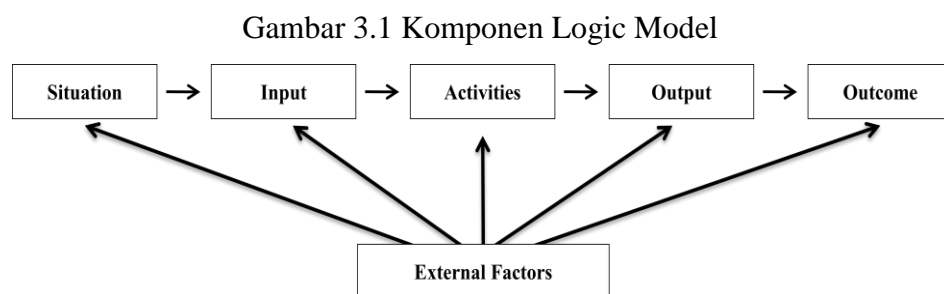 Gambar 3.1 Komponen Logic Model
Situation
Input
Activities
Output
Outcome
External Factors